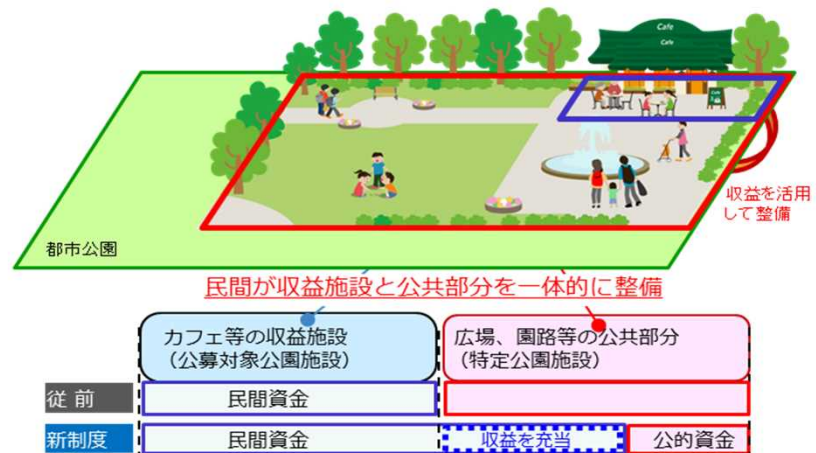 Cafe
Cafe
Cafe
収益を活用
して整備
都市公園
民間が収益施設と公共部分を一体的に整備
カフェ等の収益施設
（公募対象公園施設）
広場、園路等の公共部分
（特定公園施設）
従 前
民間資金
新制度
民間資金
収益を充当
公的資金